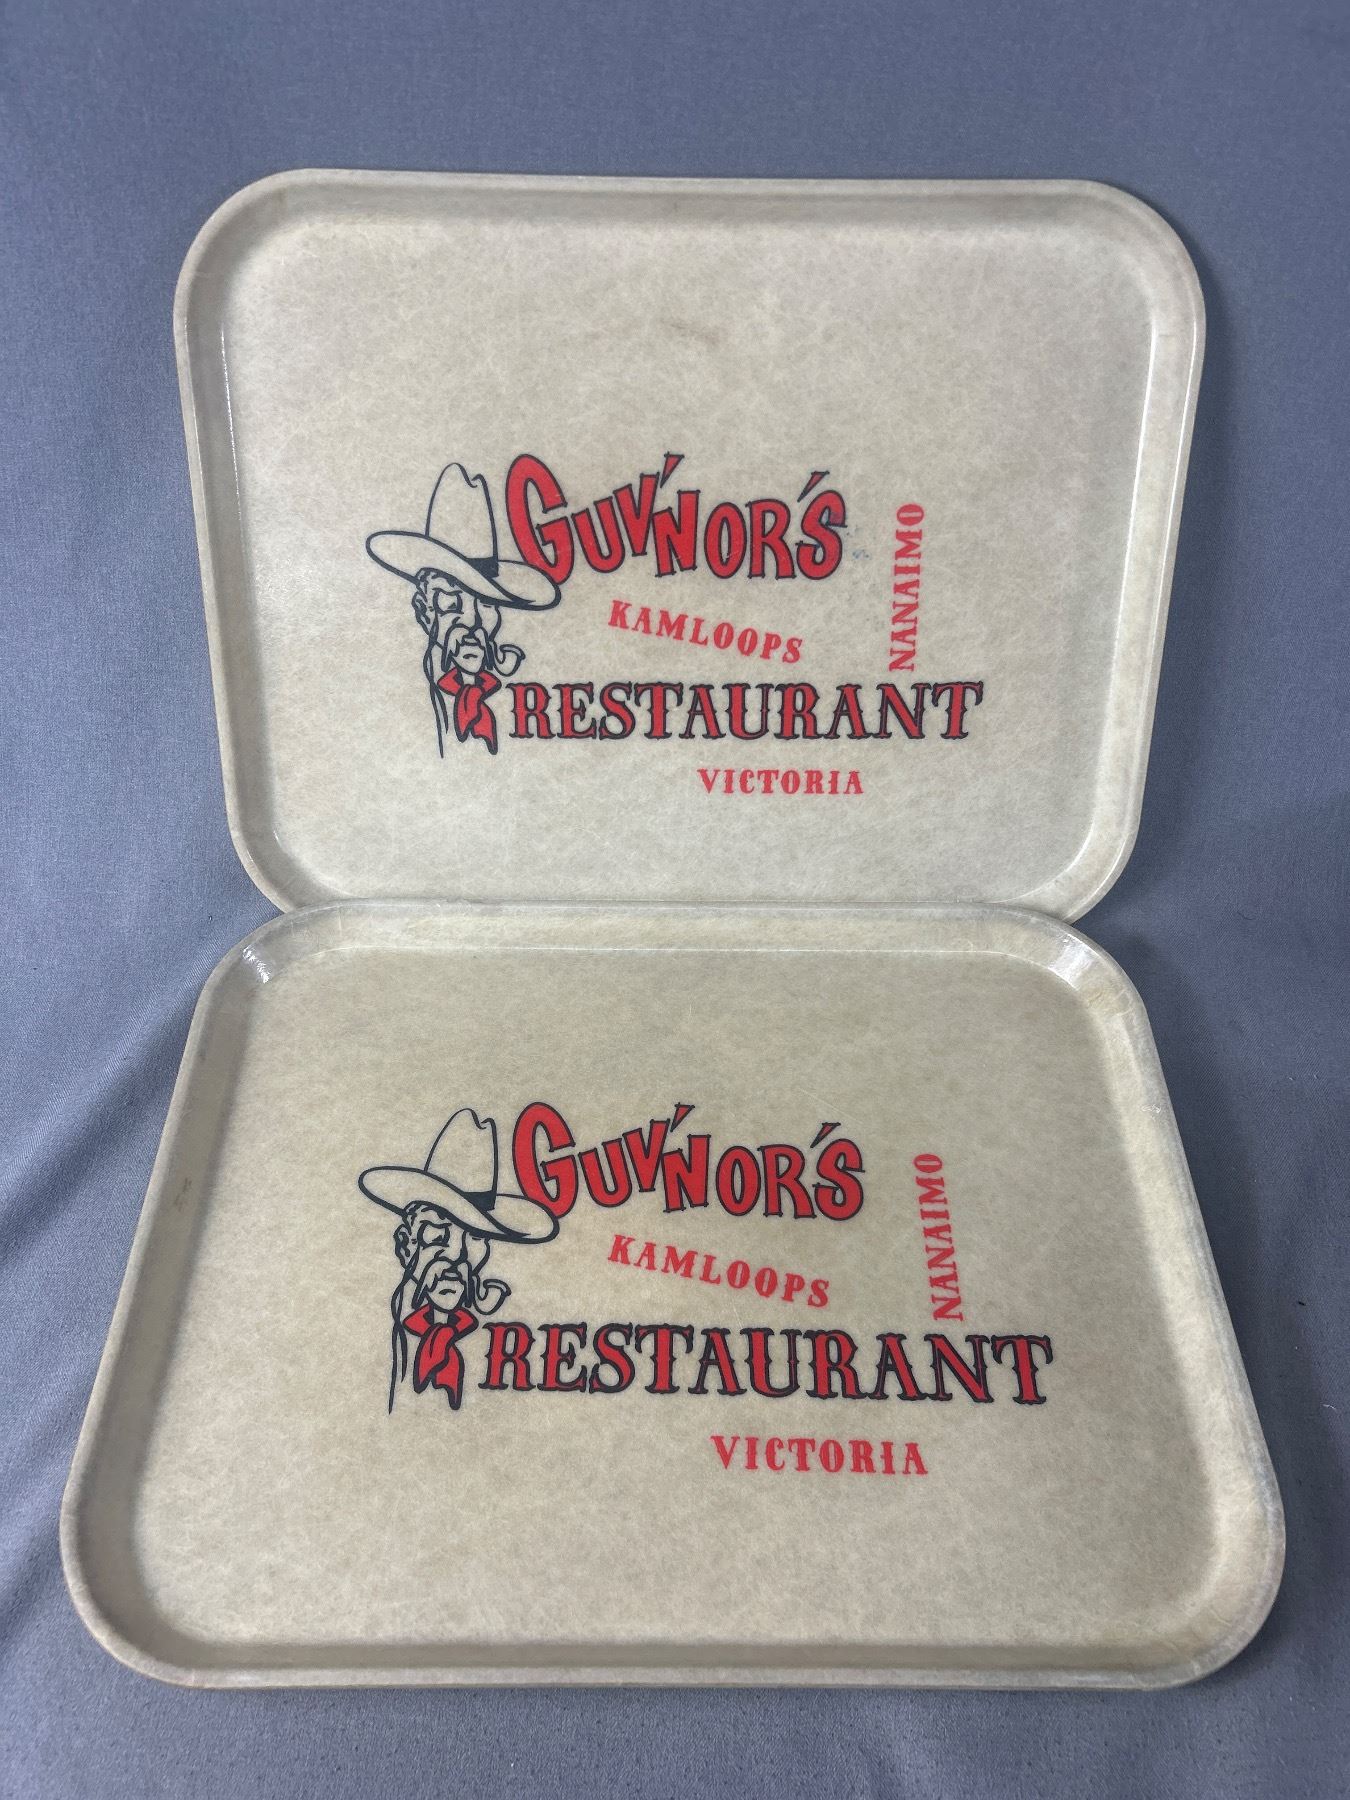 GUV'NOR'S
KAMLOOPS
NANAIMO
RESTAURANT
VICTORIA
GUV'NOR'S
KAMLOOPS
NANAIMO
RESTAURANT
VICTORIA